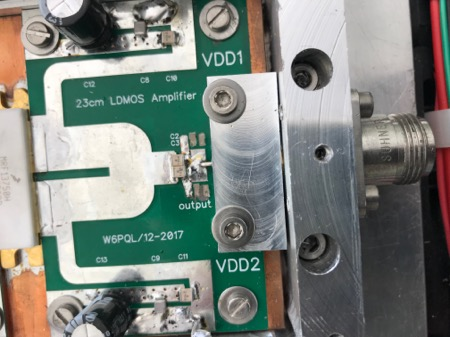 VDD1
C12
C8
C10
23cm LDMOS Amplifier
C2
C3
output
W6PQL/12-2017
C13
C9
C11
VDD2
SUHNER